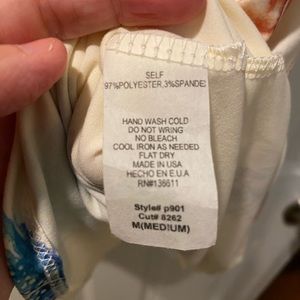 SELF
97%POLYESTER,3%SPANDE
HAND WASH COLD
DO NOT WRING
NO BLEACH
COOL IRON AS NEEDED
FLAT DRY
MADE IN USA
HECHO EN E.U.A
RN#136611
Style# p901
Cut# 8262
M(MEDIUM)